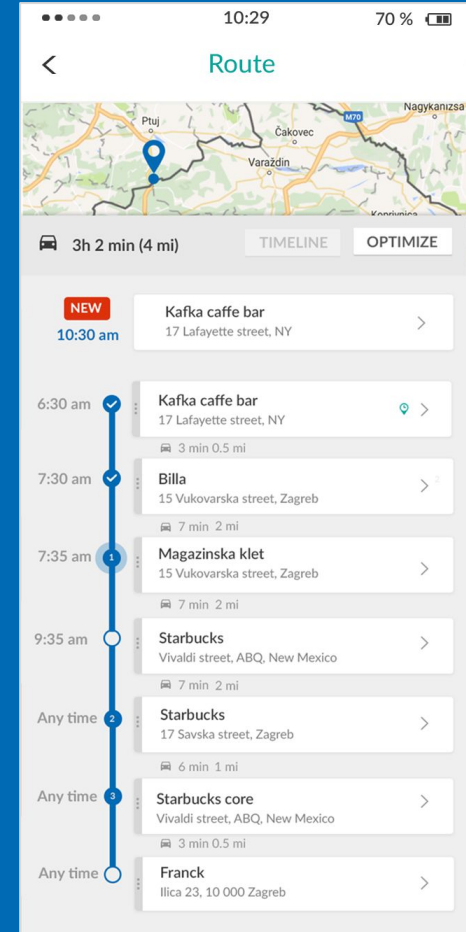 10:29
70 %
Route
Nagykanizsa
M70
Ptuj
Čakovec
Varaždin
Koprivnica
3h 2 min (4 mi)
TIMELINE
OPTIMIZE
NEW
10:30 am
Kafka caffe bar
17 Lafayette street, NY
6:30 am
Kafka caffe bar
17 Lafayette street, NY
3 min 0.5 mi
7:30 am
Billa
15 Vukovarska street, Zagreb
2
7 min 2 mi
7:35 am
1
Magazinska klet
15 Vukovarska street, Zagreb
7 min 2 mi
9:35 am
Starbucks
Vivaldi street, ABQ, New Mexico
7 min 2 mi
Any time
2
Starbucks
17 Savska street, Zagreb
6 min 1 mi
Any time
3
Starbucks core
Vivaldi street, ABQ, New Mexico
3 min 0.5 mi
Any time
Franck
Ilica 23, 10 000 Zagreb